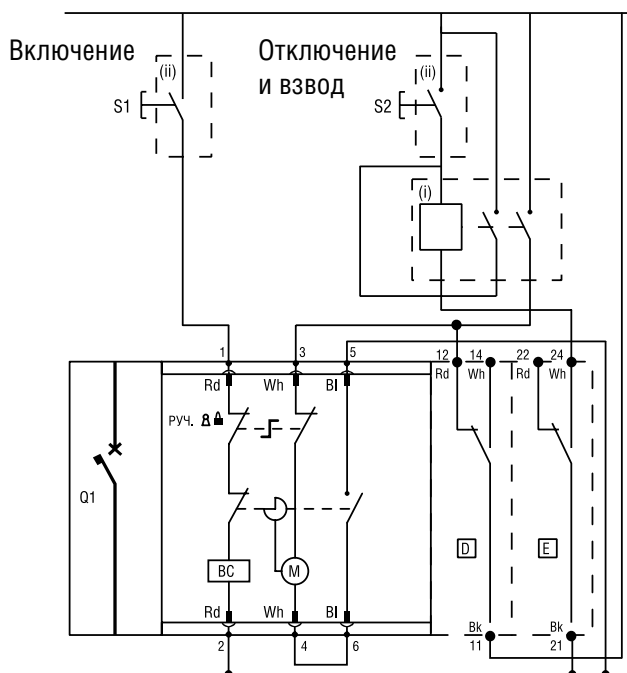 Включение
Отключение
и взвод
(ii)
(ii)
S1
S2
(i)
1
3
5
12
14
22
24
Rd
Wh
Bl
Rd
Wh
Rd
Wh
РУЧ.
Q1
D
E
BC
M
Rd
Wh
Bl
Bk
Bk
2
4
6
11
21